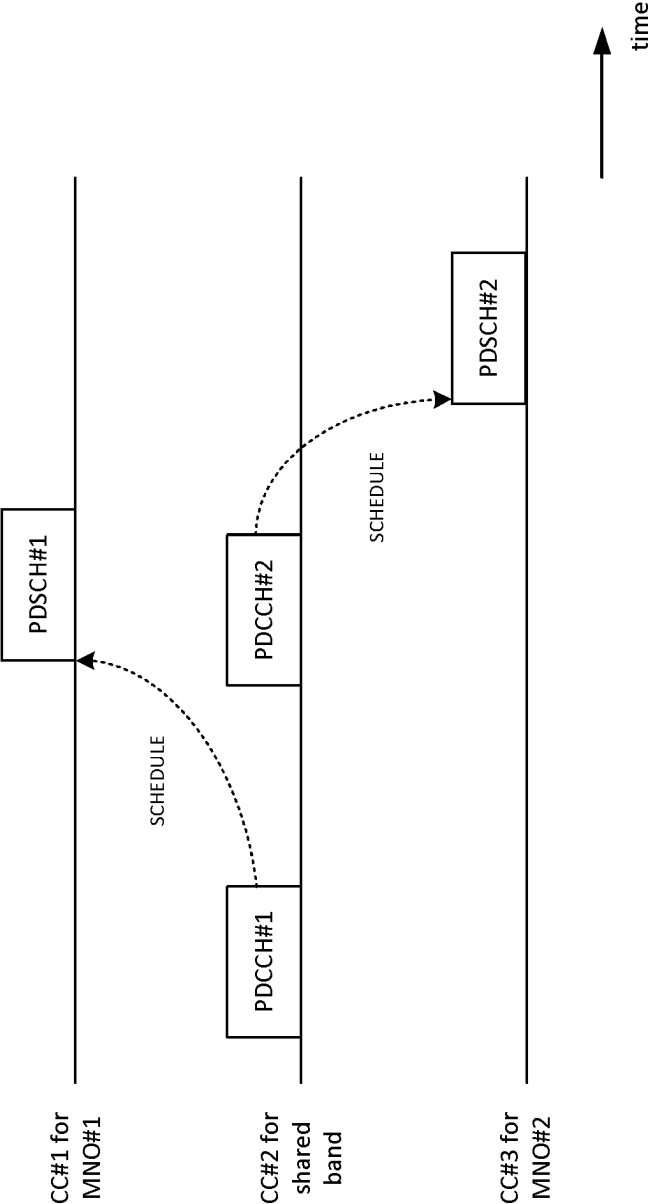 CC#1 for
MNO#1
PDSCH#1
SCHEDULE
CC#2 for
shared
band
PDCCH#1
PDCCH#2
SCHEDULE
CC#3 for
MNO#2
PDSCH#2
time